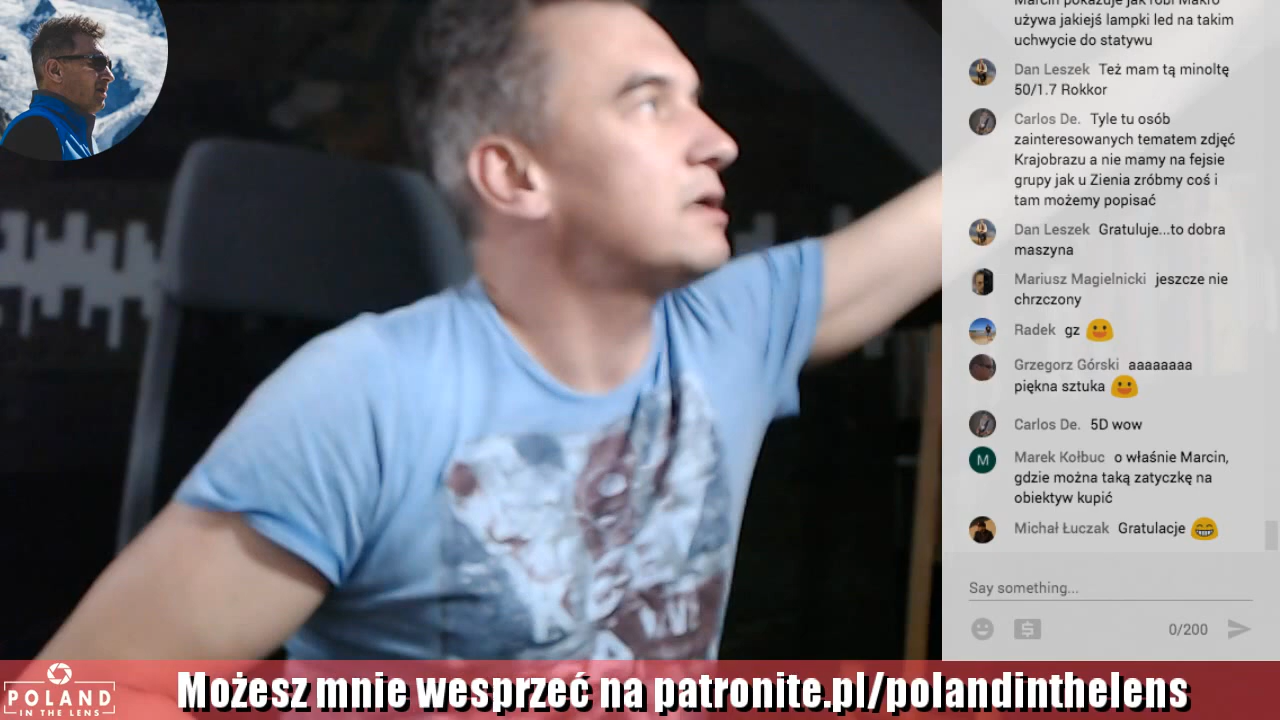 Marcin pokazuje jak robi Makro
używa jakiejś lampki led na takim
uchwycie do statywu
Dan Leszek Też mam tą minoltę
50/1.7 Rokkor
Carlos De. Tyle tu osób
zainteresowanych tematem zdjęć
Krajobrazu a nie mamy na fejsie
grupy jak u Zienia zróbmy coś i
tam możemy popisać
Dan Leszek Gratuluje...to dobra
maszyna
Mariusz Magielnicki jeszcze nie
chrzczony
Radek gz
Grzegorz Górski aaaaaaaa
piękna sztuka
Carlos De. 5D wow
M Marek Kołbuc o właśnie Marcin,
gdzie można taką zatyczkę na
obiektyw kupić
Michał Łuczak Gratulacje
Say something...
0/200
POLAND
IN THE LENS
Możesz mnie wesprzeć na patronite.pl/polandinthelens